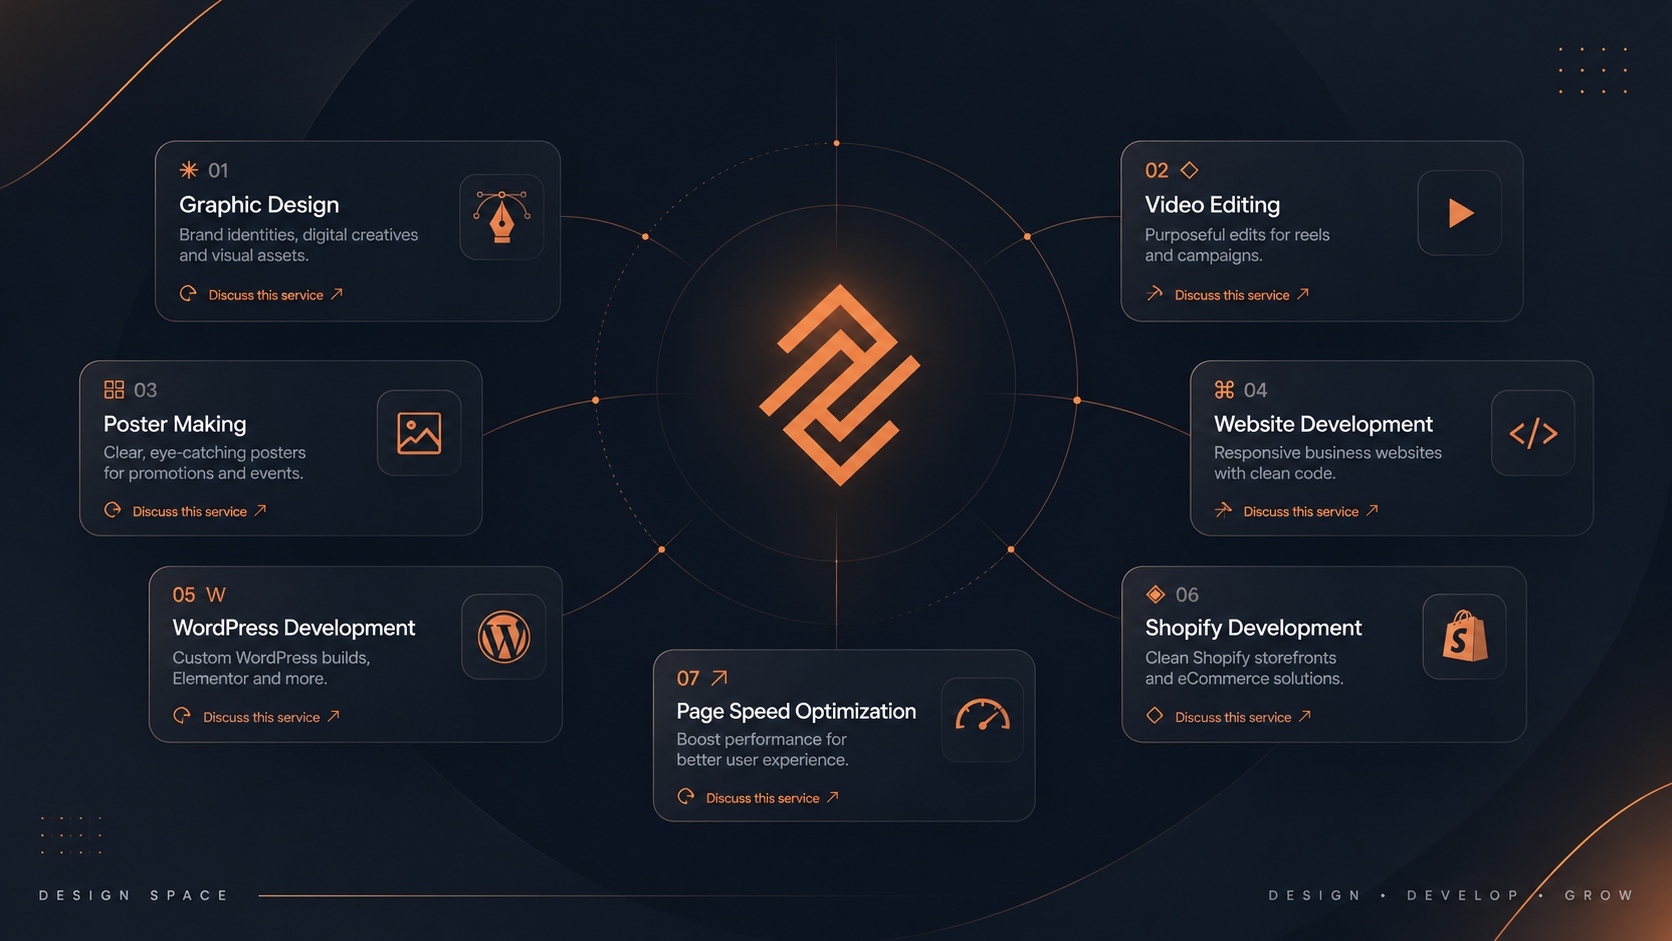 01
Graphic Design
Brand identities, digital creatives
and visual assets.
Discuss this service
02
Video Editing
Purposeful edits for reels
and campaigns.
Discuss this service
03
Poster Making
Clear, eye-catching posters
for promotions and events.
Discuss this service
04
Website Development
Responsive business websites
with clean code.
Discuss this service
05 W
WordPress Development
Custom WordPress builds,
Elementor and more.
Discuss this service
06
Shopify Development
Clean Shopify storefronts
and eCommerce solutions.
Discuss this service
07
Page Speed Optimization
Boost performance for
better user experience.
Discuss this service
DESIGN SPACE
DESIGN • DEVELOP • GROW